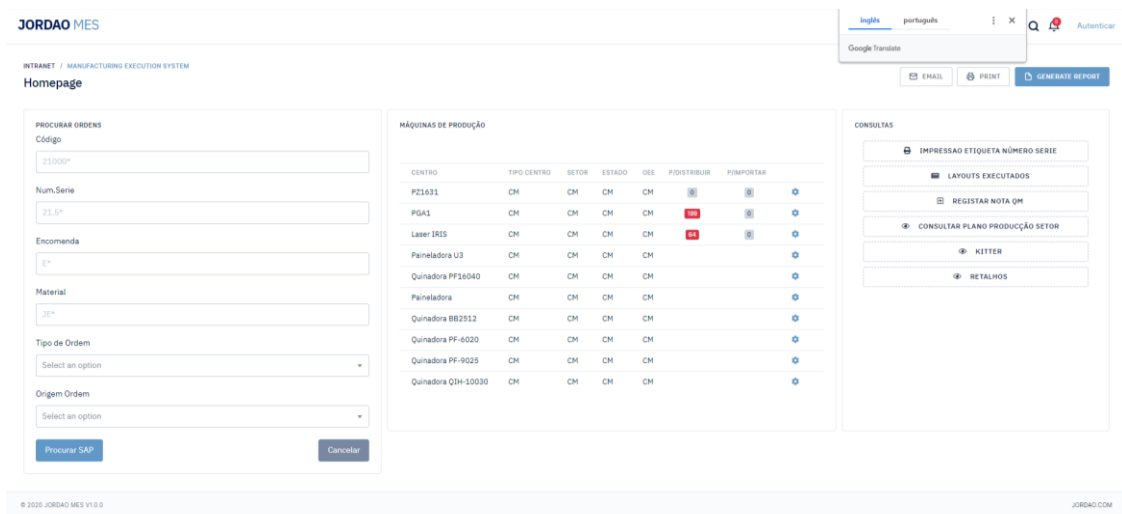 JORDAO MES
inglês português
Google Translate
Autenticar
INTRANET / MANUFACTURING EXECUTION SYSTEM
Homepage
EMAIL PRINT GENERATE REPORT
PROCURAR ORDENS
Código
21000*
Num.Serie
21.5*
Encomenda
E*
Material
JE*
Tipo de Ordem
Select an option
Origem Ordem
Select an option
Procurar SAP Cancelar
MÁQUINAS DE PRODUÇÃO
CENTRO TIPO CENTRO SETOR ESTADO OEE P/DISTRIBUIR P/IMPORTAR
PZ1631 CM CM CM CM 0 0
PGA1 CM CM CM CM 199 0
Laser IRIS CM CM CM CM 64 0
Paineladora U3 CM CM CM CM
Quinadora PF16040 CM CM CM CM
Paineladora CM CM CM CM
Quinadora BB2512 CM CM CM CM
Quinadora PF-6020 CM CM CM CM
Quinadora PF-9025 CM CM CM CM
Quinadora QIH-10030 CM CM CM CM
CONSULTAS
IMPRESSAO ETIQUETA NÚMERO SERIE
LAYOUTS EXECUTADOS
REGISTAR NOTA QM
CONSULTAR PLANO PRODUCÇÃO SETOR
KITTER
RETALHOS
© 2020 JORDAO MES V1.0.0
JORDAO.COM